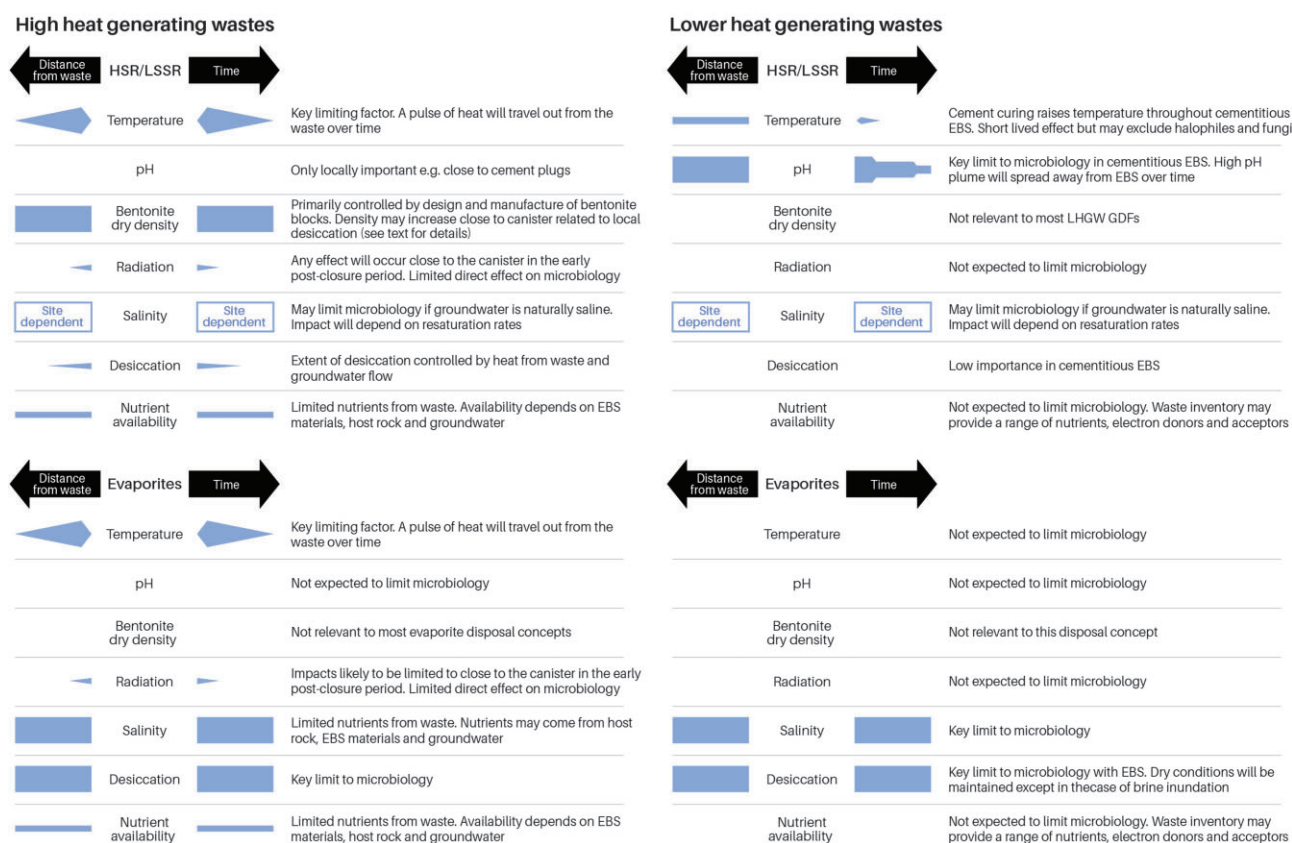 High heat generating wastes
Distance
from waste
HSR/LSSR
Time
Temperature
Key limiting factor. A pulse of heat will travel out from the
waste over time
pH
Only locally important e.g. close to cement plugs
Bentonite
dry density
Primarily controlled by design and manufacture of bentonite
blocks. Density may increase close to canister related to local
desiccation (see text for details)
Radiation
Any effect will occur close to the canister in the early
post-closure period. Limited direct effect on microbiology
Site
dependent
Salinity
Site
dependent
May limit microbiology if groundwater is naturally saline.
Impact will depend on resaturation rates
Desiccation
Extent of desiccation controlled by heat from waste and
groundwater flow
Nutrient
availability
Limited nutrients from waste. Availability depends on EBS
materials, host rock and groundwater
Distance
from waste
Evaporites
Time
Temperature
Key limiting factor. A pulse of heat will travel out from the
waste over time
pH
Not expected to limit microbiology
Bentonite
dry density
Not relevant to most evaporite disposal concepts
Radiation
Impacts likely to be limited to close to the canister in the early
post-closure period. Limited direct effect on microbiology
Salinity
Limited nutrients from waste. Nutrients may come from host
rock, EBS materials and groundwater
Desiccation
Key limit to microbiology
Nutrient
availability
Limited nutrients from waste. Availability depends on EBS
materials, host rock and groundwater
Lower heat generating wastes
Distance
from waste
HSR/LSSR
Time
Temperature
Cement curing raises temperature throughout cementitious
EBS. Short lived effect but may exclude halophiles and fungi
pH
Key limit to microbiology in cementitious EBS. High pH
plume will spread away from EBS over time
Bentonite
dry density
Not relevant to most LHGW GDFs
Radiation
Not expected to limit microbiology
Site
dependent
Salinity
Site
dependent
May limit microbiology if groundwater is naturally saline.
Impact will depend on resaturation rates
Desiccation
Low importance in cementitious EBS
Nutrient
availability
Not expected to limit microbiology. Waste inventory may
provide a range of nutrients, electron donors and acceptors
Distance
from waste
Evaporites
Time
Temperature
Not expected to limit microbiology
pH
Not expected to limit microbiology
Bentonite
dry density
Not relevant to this disposal concept
Radiation
Not expected to limit microbiology
Salinity
Key limit to microbiology
Desiccation
Key limit to microbiology with EBS. Dry conditions will be
maintained except in thecase of brine inundation
Nutrient
availability
Not expected to limit microbiology. Waste inventory may
provide a range of nutrients, electron donors and acceptors